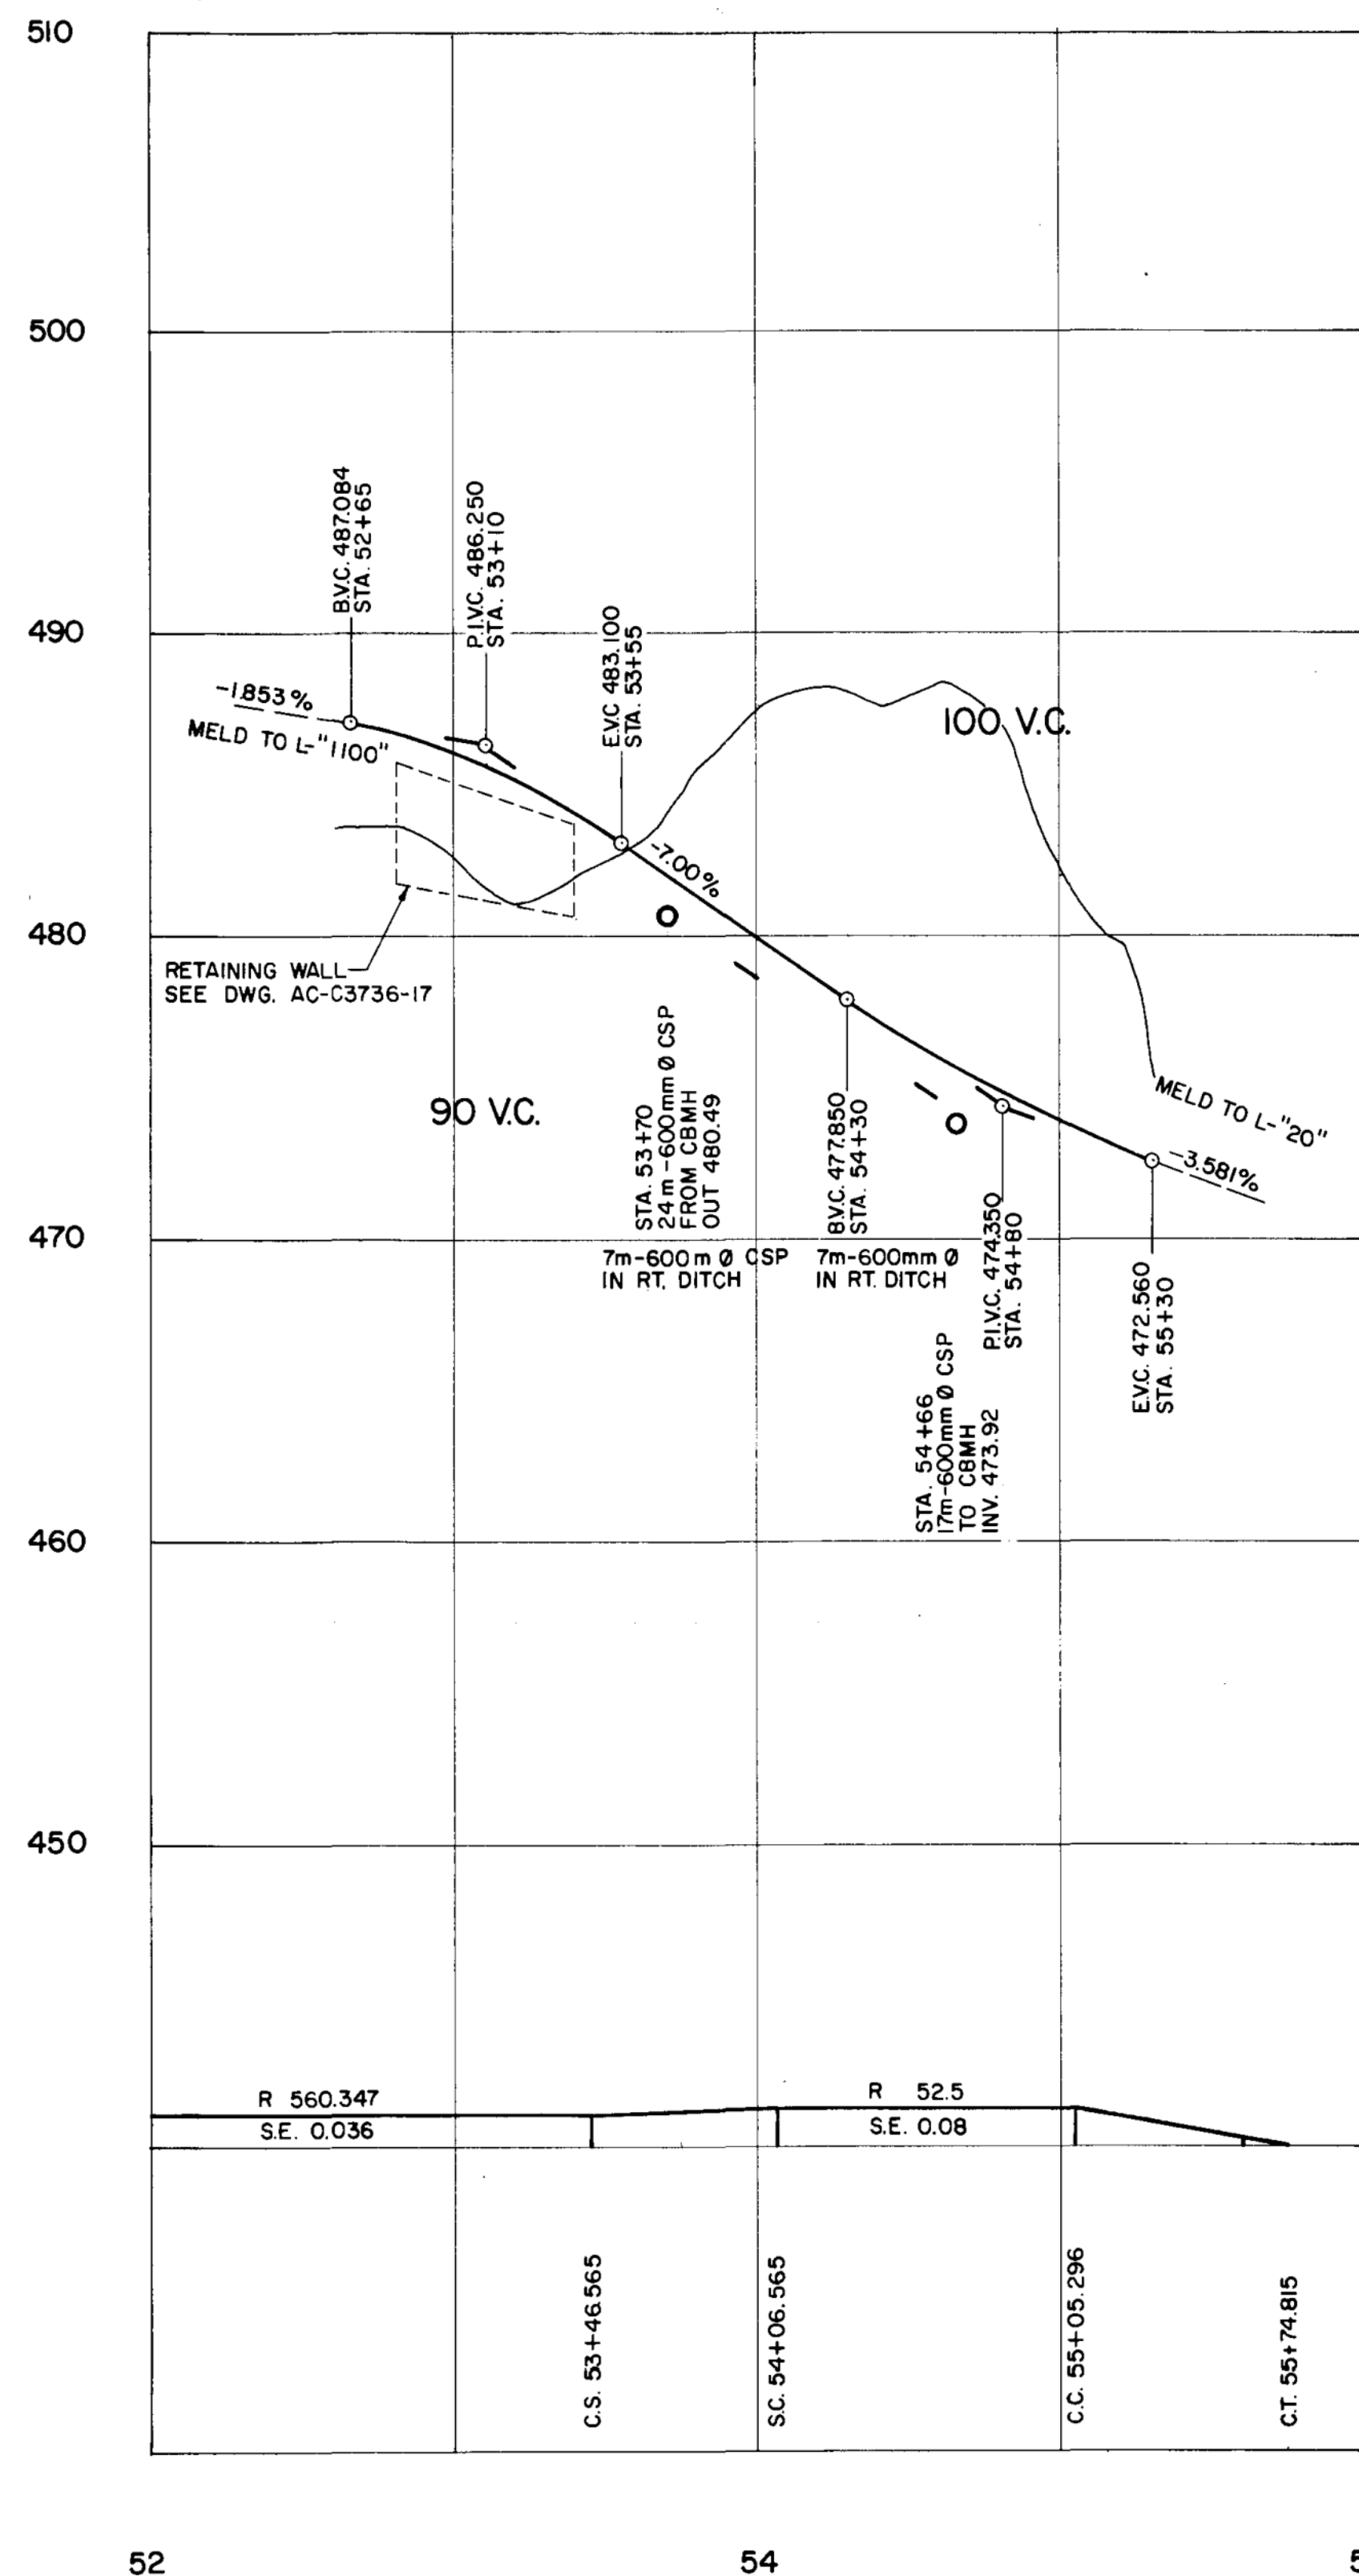 510
500
B.V.C. 487.084
STA. 52+65
P.I.V.C. 486.250
STA. 53+10
E.V.C 483.100
STA. 53+55
490
-1.853 %
MELD TO L-"1100"
100 V.C.
-7.00%
480
RETAINING WALL
SEE DWG. AC-C3736-17
90 V.C.
STA. 53+70
24m-600mm Ø CSP
FROM CBMH
OUT 480.49
B.V.C. 477.850
STA. 54+30
MELD TO L-"20"
-3.581%
470
7m-600m Ø CSP
IN RT. DITCH
7m-600mm Ø
IN RT. DITCH
P.I.V.C. 474.350
STA. 54+80
E.V.C. 472.560
STA. 55+30
STA. 54+66
17m-600mm Ø CSP
TO CBMH
INV. 473.92
460
450
R 560.347
S.E. 0.036
R 52.5
S.E. 0.08
C.S. 53+46.565
S.C. 54+06.565
C.C. 55+05.296
C.T. 55+74.815
52
54